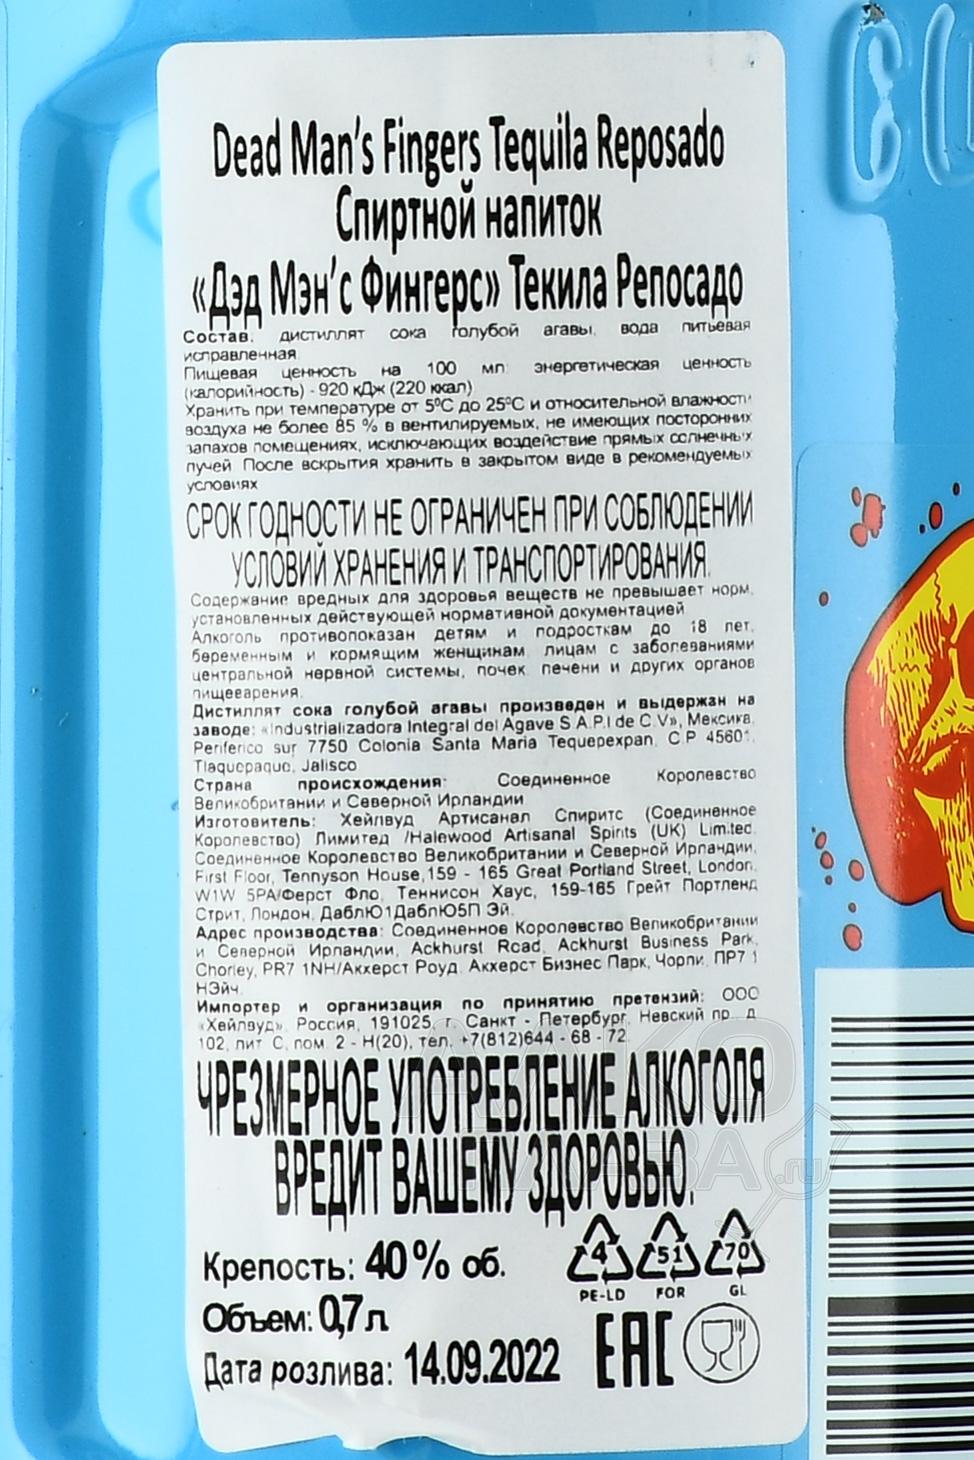 Dead Man's Fingers Tequila Reposado
Спиртной напиток
«Дэд Мэн'с Фингерс» Текила Репосадо
Состав: дистиллят сока голубой агавы, вода питьевая
исправленная
Пищевая ценность на 100 мл: энергетическая ценность
(калорийность) - 920 кДж (220 ккал)
Хранить при температуре от 5°С до 25°С и относительной влажности
воздуха не более 85 % в вентилируемых, не имеющих посторонних
запахов помещениях, исключающих воздействие прямых солнечных
лучей. После вскрытия хранить в закрытом виде в рекомендуемых
условиях
СРОК ГОДНОСТИ НЕ ОГРАНИЧЕН ПРИ СОБЛЮДЕНИИ
УСЛОВИЙ ХРАНЕНИЯ И ТРАНСПОРТИРОВАНИЯ.
Содержание вредных для здоровья веществ не превышает норм,
установленных действующей нормативной документацией
Алкоголь противопоказан детям и подросткам до 18 лет,
беременным и кормящим женщинам, лицам с заболеваниями
центральной нервной системы, почек, печени и других органов
пищеварения.
Дистиллят сока голубой агавы произведен и выдержан на
заводе: «Industrializadora Integral del Agave S.A.P.I de C.V», Мексика,
Periferico sur 7750 Colonia Santa Maria Tequepexpan, C.P 45601,
Tlaquepaque, Jalisco
Страна происхождения: Соединенное Королевство
Великобритании и Северной Ирландии
Изготовитель: Хейлвуд Артисанал Спиритс (Соединенное
Королевство) Лимитед /Halewood Artisanal Spirits (UK) Limited,
Соединенное Королевство Великобритании и Северной Ирландии,
First Floor, Tennyson House,159 - 165 Great Portland Street, London,
W1W 5PA/Ферст Фло, Теннисон Хаус, 159-165 Грейт Портленд
Стрит, Лондон, ДаблЮ1ДаблЮ5П Эй.
Адрес производства: Соединенное Королевство Великобритании
и Северной Ирландии, Ackhurst Road, Ackhurst Business Park,
Chorley, PR7 1NH/Акхерст Роуд, Акхерст Бизнес Парк, Чорли, ПР7 1
НЭйч.
Импортер и организация по принятию претензий: ООО
«Хейлвуд», Россия, 191025, г. Санкт - Петербург, Невский пр., д.
102, лит. С, пом. 2 - Н(20), тел. +7(812)644 - 68 - 72
ЧРЕЗМЕРНОЕ УПОТРЕБЛЕНИЕ АЛКОГОЛЯ
ВРЕДИТ ВАШЕМУ ЗДОРОВЬЮ.
Крепость: 40% об.
4 51 70
PE-LD FOR GL
Объем: 0,7 л
EAC
Дата розлива: 14.09.2022